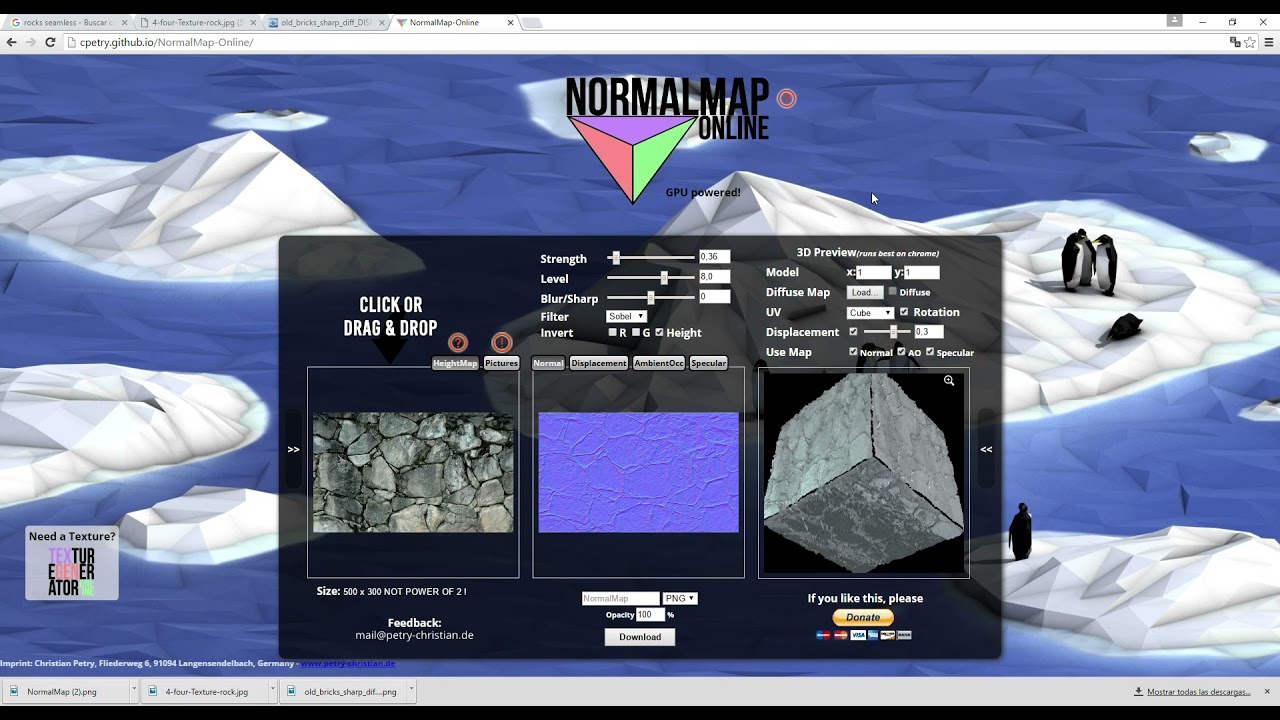 rocks seamless - Buscar c
4-four-Texture-rock.jpg (5
old_bricks_sharp_diff_DISP
NormalMap-Online
cpetry.github.io/NormalMap-Online/
NORMALMAP
ONLINE
GPU powered!
Strength 0,36
Level 8,0
Blur/Sharp 0
Filter Sobel
Invert R G Height
3D Preview(runs best on chrome)
Model x: 1 y: 1
Diffuse Map Load... Diffuse
UV Cube Rotation
Displacement 0,3
Use Map Normal AO Specular
CLICK OR
DRAG & DROP
? !
HeightMap Pictures Normal Displacement AmbientOcc Specular
>> <<
Size: 500 x 300 NOT POWER OF 2 !
Feedback:
mail@petry-christian.de
NormalMap PNG
Opacity 100 %
Download
If you like this, please
Donate
VISA
BANK
Need a Texture?
TEXTUR
EGENER
ATOR
Imprint: Christian Petry, Fliederweg 6, 91094 Langensendelbach, Germany - www.petry-christian.de
NormalMap (2).png
4-four-Texture-rock.jpg
old_bricks_sharp_dif....png
Mostrar todas las descargas...